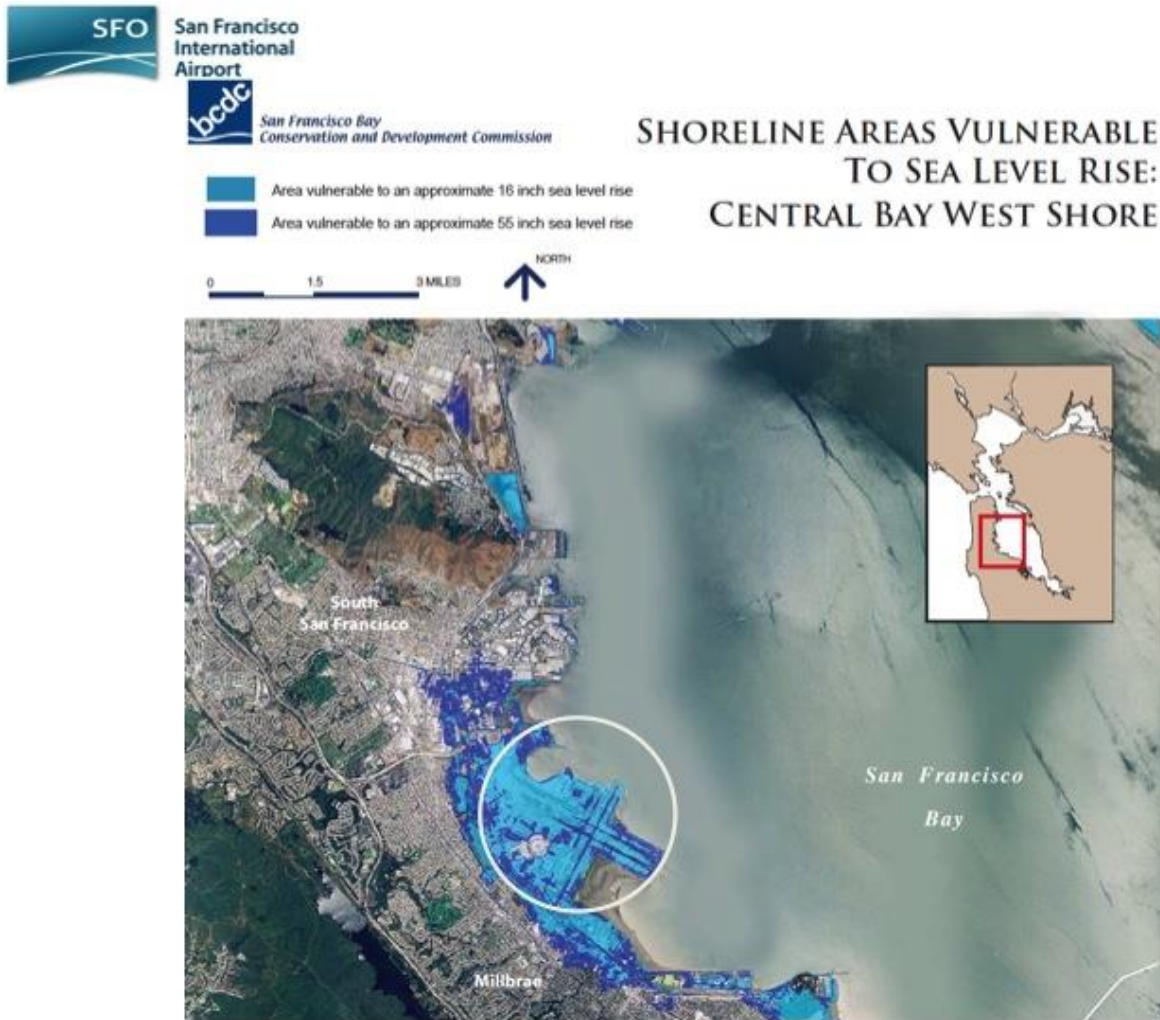 SFO
San Francisco
International
Airport
bcdc
San Francisco Bay
Conservation and Development Commission
SHORELINE AREAS VULNERABLE
TO SEA LEVEL RISE:
CENTRAL BAY WEST SHORE
Area vulnerable to an approximate 16 inch sea level rise
Area vulnerable to an approximate 55 inch sea level rise
NORTH
0 1.5 3 MILES
South
San Francisco
San Francisco
Bay
Millbrae